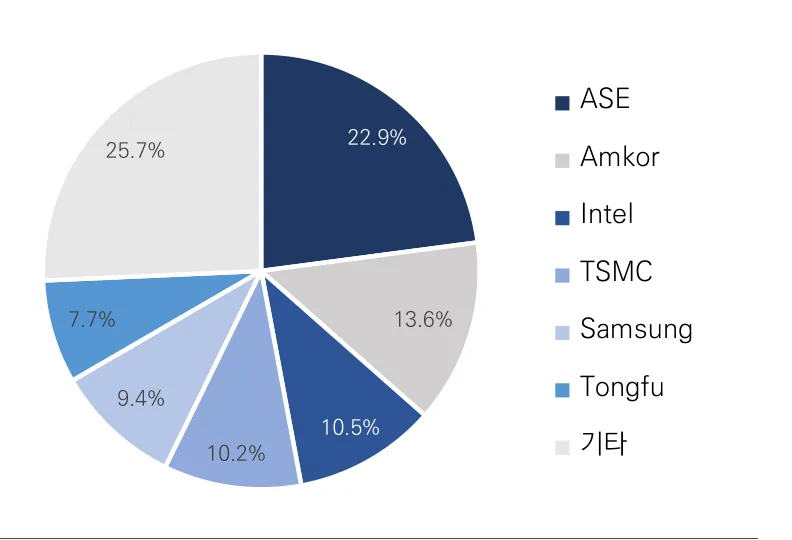 22.9%
13.6%
10.5%
10.2%
9.4%
7.7%
25.7%
ASE
Amkor
Intel
TSMC
Samsung
Tongfu
기타